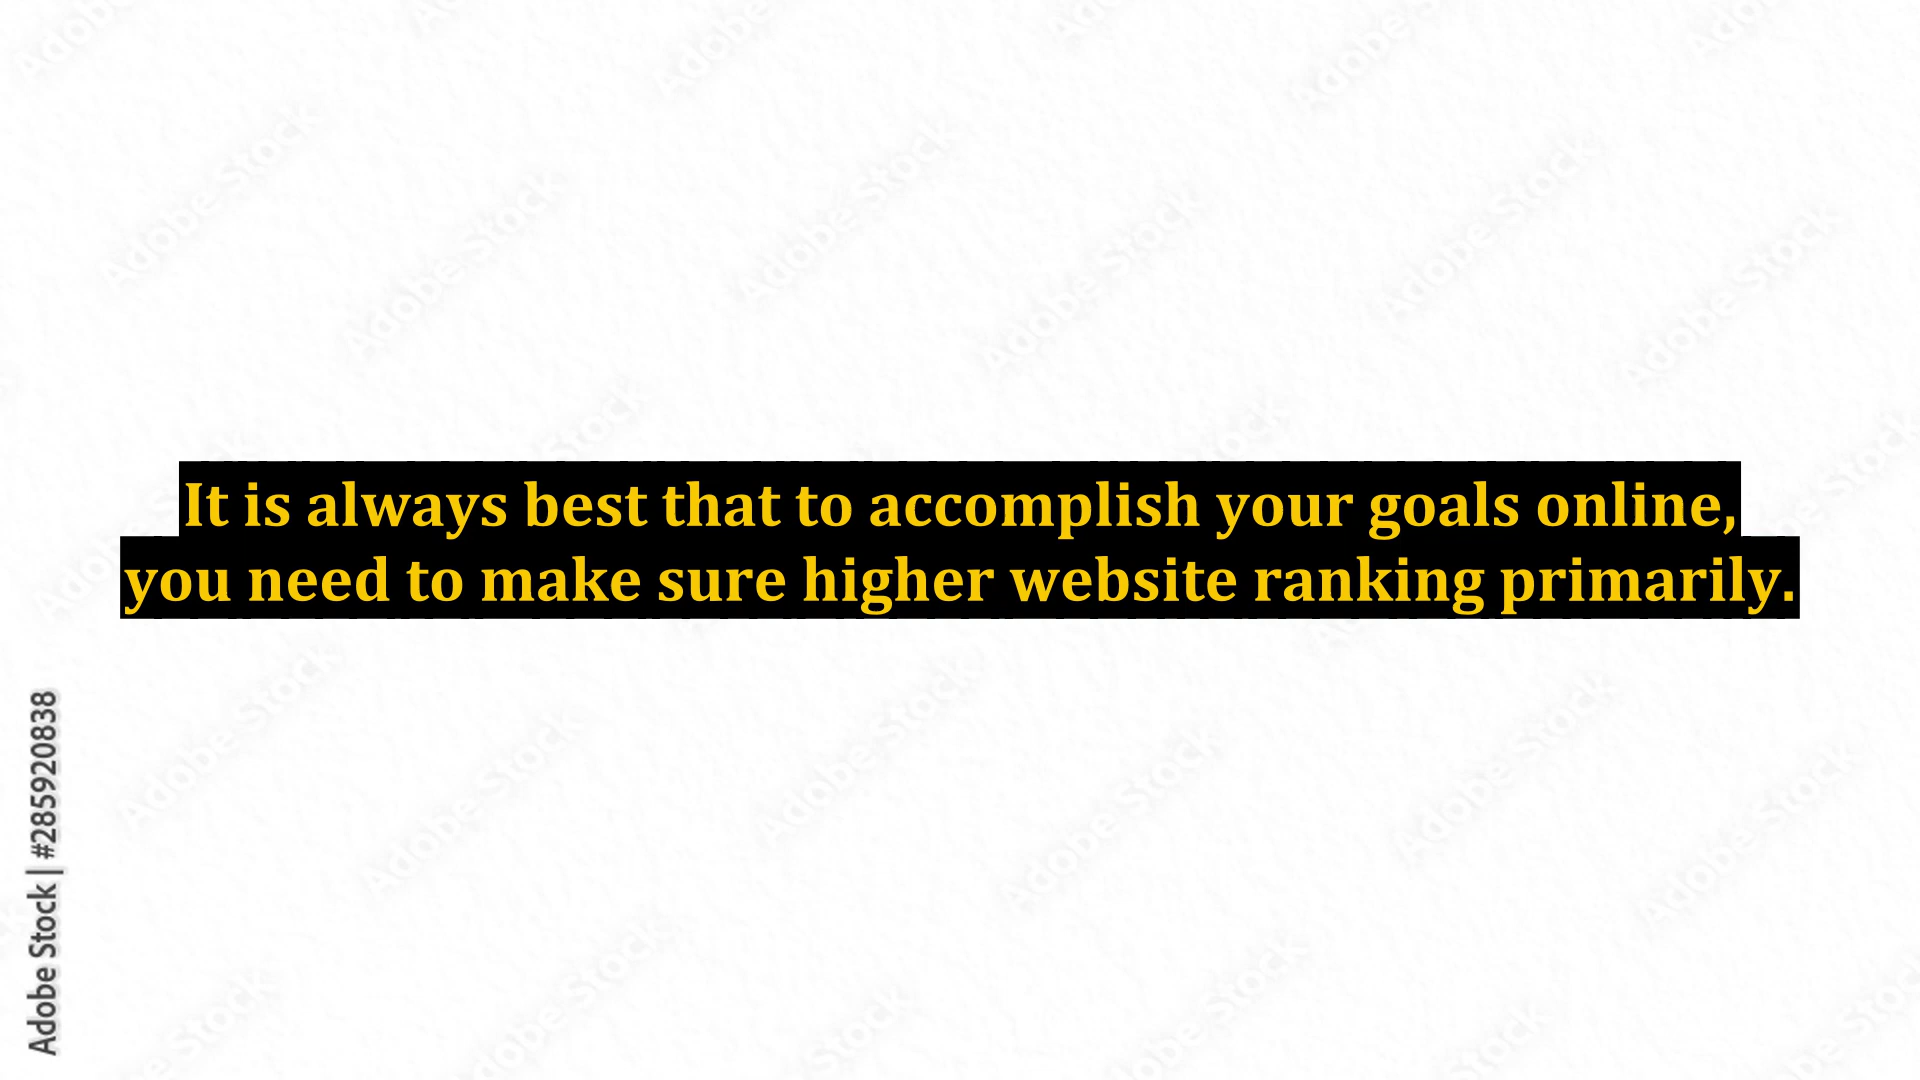 It is always best that to accomplish your goals online,
you need to make sure higher website ranking primarily.
Adobe Stock | #285920838